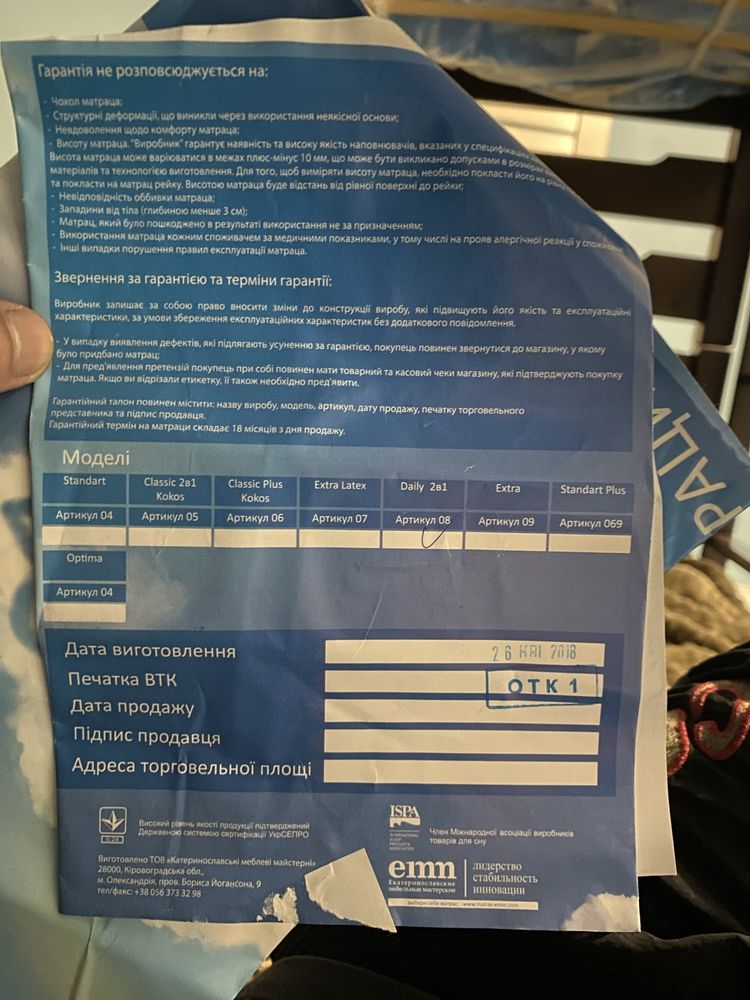 Гарантія не розповсюджується на:
- Чохол матраца;
- Структурні деформації, що виникли через використання неякісної основи;
- Невдоволення щодо комфорту матраца;
- Висоту матраца. "Виробник" гарантує наявність та високу якість наповнювачів, вказаних у специфікаціях
Висота матраца може варіюватися в межах плюс-мінус 10 мм, що може бути викликано допусками в розмірах
матеріалів та технологією виготовлення. Для того, щоб виміряти висоту матраца, необхідно покласти його на рівну
та покласти на матрац рейку. Висотою матраца буде відстань від рівної поверхні до рейки;
- Невідповідність оббивки матраца;
- Западини від тіла (глибиною менше 3 см);
- Матрац, який було пошкоджено в результаті використання не за призначенням;
- Використання матраца кожним споживачем за медичними показниками, у тому числі на прояв алергічної реакції у
- Інші випадки порушення правил експлуатації матраца.
Звернення за гарантією та терміни гарантії:
Виробник залишає за собою право вносити зміни до конструкції виробу, які підвищують його якість та експлуатаційні
характеристики, за умови збереження експлуатаційних характеристик без додаткового повідомлення.
- У випадку виявлення дефектів, які підлягають усуненню за гарантією, покупець повинен звернутися до магазину, у якому
було придбано матрац;
- Для пред'явлення претензій покупець при собі повинен мати товарний та касовий чеки магазину, які підтверджують покупку
матраца. Якщо ви відрізали етикетку, її також необхідно пред'явити.
Гарантійний талон повинен містити: назву виробу, модель, артикул, дату продажу, печатку торговельного
представника та підпис продавця.
Гарантійний термін на матраци складає 18 місяців з дня продажу.
РАЦ
Моделі
Standart Classic 2в1 Kokos Classic Plus Kokos Extra Latex Daily 2в1 Extra Standart Plus
Артикул 04 Артикул 05 Артикул 06 Артикул 07 Артикул 08 Артикул 09 Артикул 069
Optima
Артикул 04
Дата виготовлення 26 КВІ 2018
Печатка ВТК ОТК 1
Дата продажу
Підпис продавця
Адреса торговельної площі
Високий рівень якості продукції підтверджений
Державною системою сертифікації УкрСЕПРО
Виготовлено ТОВ «Катеринославські меблеві майстерні»
28000, Кіровоградська обл.,
м. Олександрія, пров. Бориса Йогансона, 9
тел/факс: +38 056 373 32 98
ISPA
INTERNATIONAL
SLEEP
PRODUCTS
ASSOCIATION
Член Міжнародної асоціації виробників
товарів для сну
emm
Екатеринославские
мебельные мастерские
лидерство
стабильность
инновации
выбери себе матрас: www.matras-emm.com